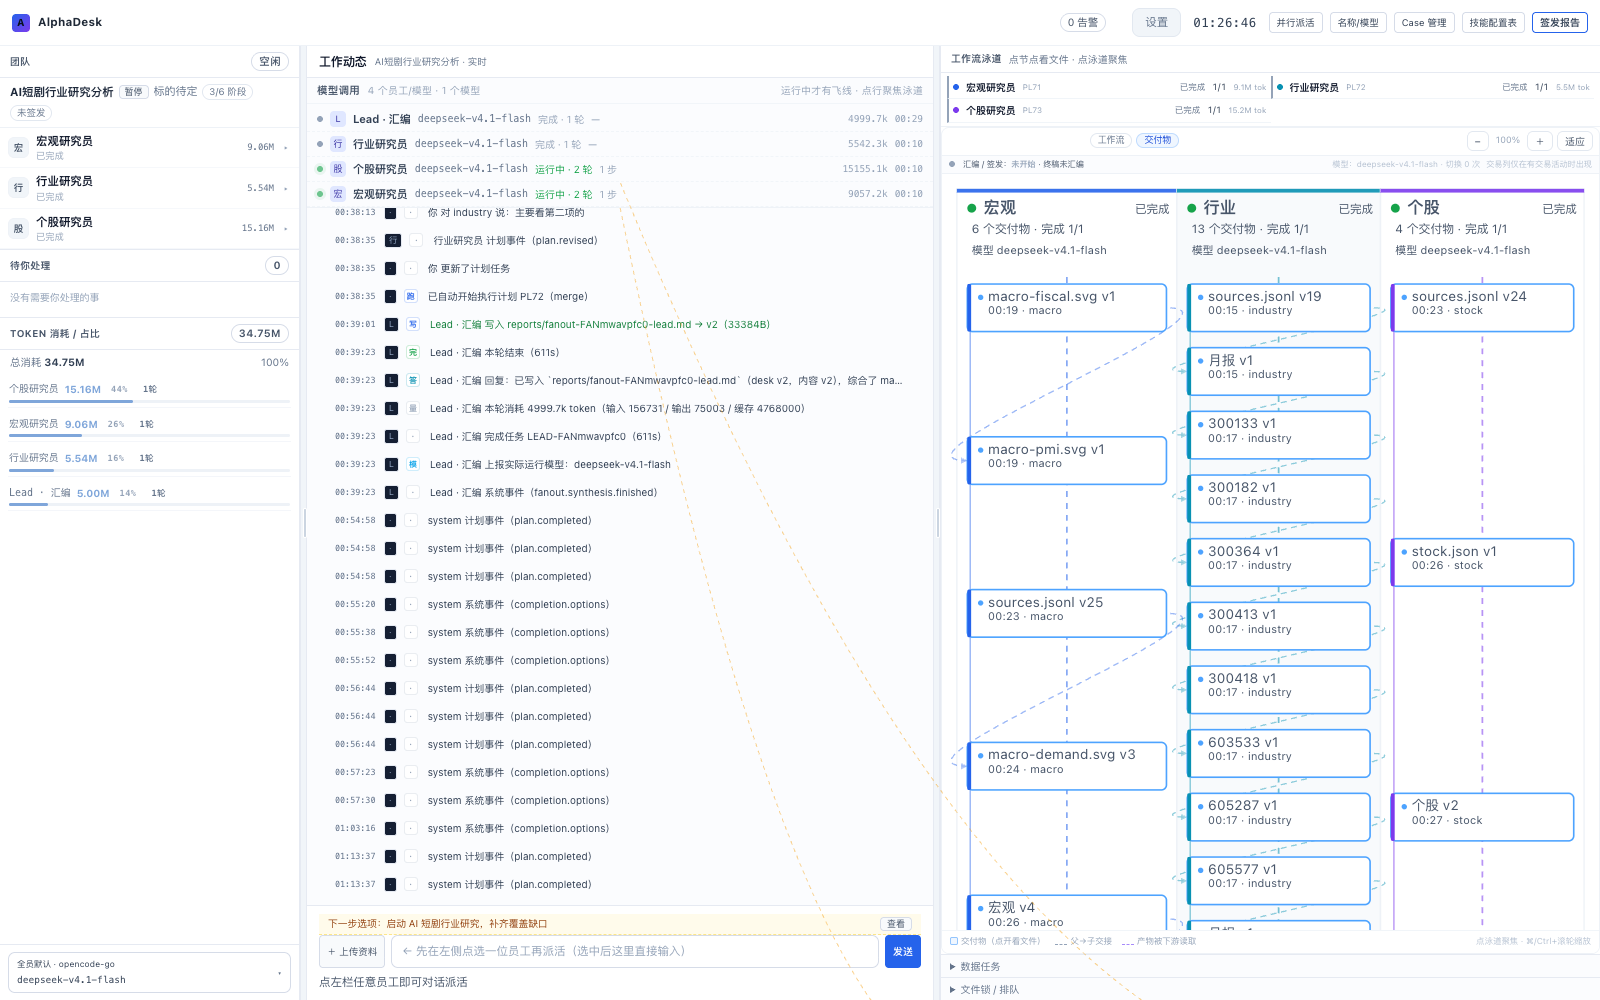 A AlphaDesk
0 告警 设置 01:26:46 并行派活 名称/模型 Case 管理 技能配置表 签发报告
团队 空闲
AI短剧行业研究分析 暂停 标的待定 3/6 阶段
未签发
宏 宏观研究员 9.06M
已完成
行 行业研究员 5.54M
已完成
股 个股研究员 15.16M
已完成
待你处理 0
没有需要你处理的事
TOKEN 消耗 / 占比 34.75M
总消耗 34.75M 100%
个股研究员 15.16M 44% 1轮
宏观研究员 9.06M 26% 1轮
行业研究员 5.54M 16% 1轮
Lead · 汇编 5.00M 14% 1轮
全员默认 · opencode-go
deepseek-v4.1-flash
工作动态 AI短剧行业研究分析 · 实时
模型调用 4 个员工/模型 · 1 个模型 运行中才有飞线 · 点行聚焦泳道
L Lead · 汇编 deepseek-v4.1-flash 完成 · 1 轮 — 4999.7k 00:29
行 行业研究员 deepseek-v4.1-flash 完成 · 1 轮 — 5542.3k 00:10
股 个股研究员 deepseek-v4.1-flash 运行中 · 2 轮 1 步 15155.1k 00:10
宏 宏观研究员 deepseek-v4.1-flash 运行中 · 2 轮 1 步 9057.2k 00:10
00:38:13 · · 你 对 industry 说：主要看第二项的
00:38:35 行 · 行业研究员 计划事件（plan.revised）
00:38:35 · · 你 更新了计划任务
00:38:35 · 跑 已自动开始执行计划 PL72（merge）
00:39:01 L 写 Lead · 汇编 写入 reports/fanout-FANmwavpfc0-lead.md → v2（33384B）
00:39:23 L 完 Lead · 汇编 本轮结束（611s）
00:39:23 L 答 Lead · 汇编 回复：已写入 `reports/fanout-FANmwavpfc0-lead.md`（desk v2，内容 v2），综合了 ma...
00:39:23 L 量 Lead · 汇编 本轮消耗 4999.7k token（输入 156731 / 输出 75003 / 缓存 4768000）
00:39:23 L · Lead · 汇编 完成任务 LEAD-FANmwavpfc0（611s）
00:39:23 L 模 Lead · 汇编 上报实际运行模型：deepseek-v4.1-flash
00:39:23 L · Lead · 汇编 系统事件（fanout.synthesis.finished）
00:54:58 · · system 计划事件（plan.completed）
00:54:58 · · system 计划事件（plan.completed）
00:54:58 · · system 计划事件（plan.completed）
00:55:20 · · system 系统事件（completion.options）
00:55:38 · · system 系统事件（completion.options）
00:55:52 · · system 系统事件（completion.options）
00:56:44 · · system 计划事件（plan.completed）
00:56:44 · · system 计划事件（plan.completed）
00:56:44 · · system 计划事件（plan.completed）
00:57:23 · · system 系统事件（completion.options）
00:57:30 · · system 系统事件（completion.options）
01:03:16 · · system 系统事件（completion.options）
01:13:37 · · system 计划事件（plan.completed）
01:13:37 · · system 计划事件（plan.completed）
下一步选项：启动 AI 短剧行业研究，补齐覆盖缺口 查看
+ 上传资料 ← 先在左侧点选一位员工再派活（选中后这里直接输入） 发送
点左栏任意员工即可对话派活
工作流泳道 点节点看文件 · 点泳道聚焦
宏观研究员 PL71 已完成 1/1 9.1M tok
行业研究员 PL72 已完成 1/1 5.5M tok
个股研究员 PL73 已完成 1/1 15.2M tok
工作流 交付物 − 100% + 适应
汇编 / 签发：未开始 · 终稿未汇编 模型：deepseek-v4.1-flash · 切换 0 次 交易列仅在有交易活动时出现
宏观 已完成
6 个交付物 · 完成 1/1
模型 deepseek-v4.1-flash
macro-fiscal.svg v1
00:19 · macro
macro-pmi.svg v1
00:19 · macro
sources.jsonl v25
00:23 · macro
macro-demand.svg v3
00:24 · macro
宏观 v4
00:26 · macro
行业 已完成
13 个交付物 · 完成 1/1
模型 deepseek-v4.1-flash
sources.jsonl v19
00:15 · industry
月报 v1
00:15 · industry
300133 v1
00:17 · industry
300182 v1
00:17 · industry
300364 v1
00:17 · industry
300413 v1
00:17 · industry
300418 v1
00:17 · industry
603533 v1
00:17 · industry
605287 v1
00:17 · industry
605577 v1
00:17 · industry
个股 已完成
4 个交付物 · 完成 1/1
模型 deepseek-v4.1-flash
sources.jsonl v24
00:23 · stock
stock.json v1
00:26 · stock
个股 v2
00:27 · stock
交付物（点开看文件） 父→子交接 产物被下游读取 点泳道聚焦 · ⌘/Ctrl+滚轮缩放
▶ 数据任务
▶ 文件锁 / 排队